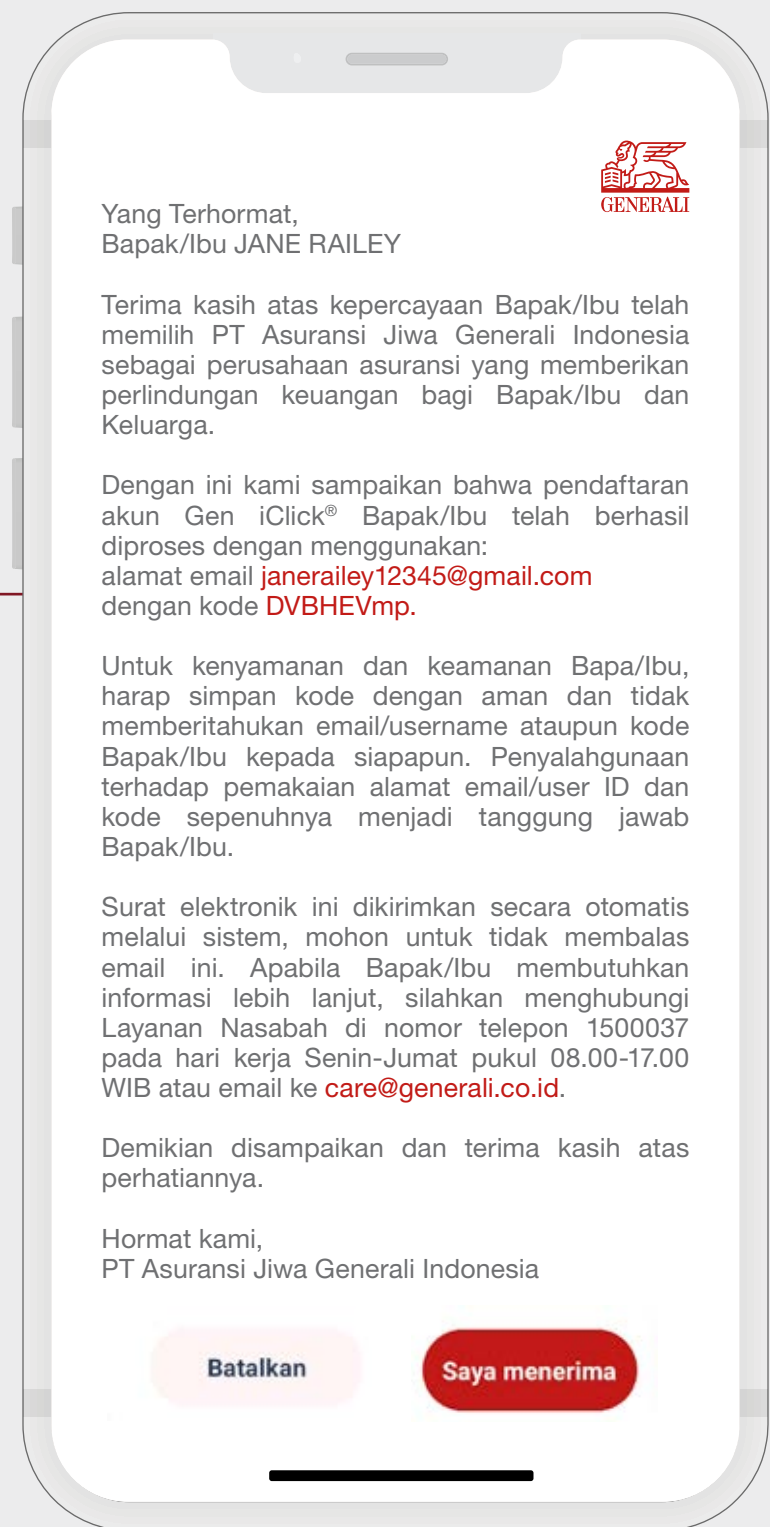 GENERALI
Yang Terhormat,
Bapak/Ibu JANE RAILEY
Terima kasih atas kepercayaan Bapak/Ibu telah
memilih PT Asuransi Jiwa Generali Indonesia
sebagai perusahaan asuransi yang memberikan
perlindungan keuangan bagi Bapak/Ibu dan
Keluarga.
Dengan ini kami sampaikan bahwa pendaftaran
akun Gen iClick® Bapak/Ibu telah berhasil
diproses dengan menggunakan:
alamat email janerailey12345@gmail.com
dengan kode DVBHEVmp.
Untuk kenyamanan dan keamanan Bapa/Ibu,
harap simpan kode dengan aman dan tidak
memberitahukan email/username ataupun kode
Bapak/Ibu kepada siapapun. Penyalahgunaan
terhadap pemakaian alamat email/user ID dan
kode sepenuhnya menjadi tanggung jawab
Bapak/Ibu.
Surat elektronik ini dikirimkan secara otomatis
melalui sistem, mohon untuk tidak membalas
email ini. Apabila Bapak/Ibu membutuhkan
informasi lebih lanjut, silahkan menghubungi
Layanan Nasabah di nomor telepon 1500037
pada hari kerja Senin-Jumat pukul 08.00-17.00
WIB atau email ke care@generali.co.id.
Demikian disampaikan dan terima kasih atas
perhatiannya.
Hormat kami,
PT Asuransi Jiwa Generali Indonesia
Batalkan
Saya menerima